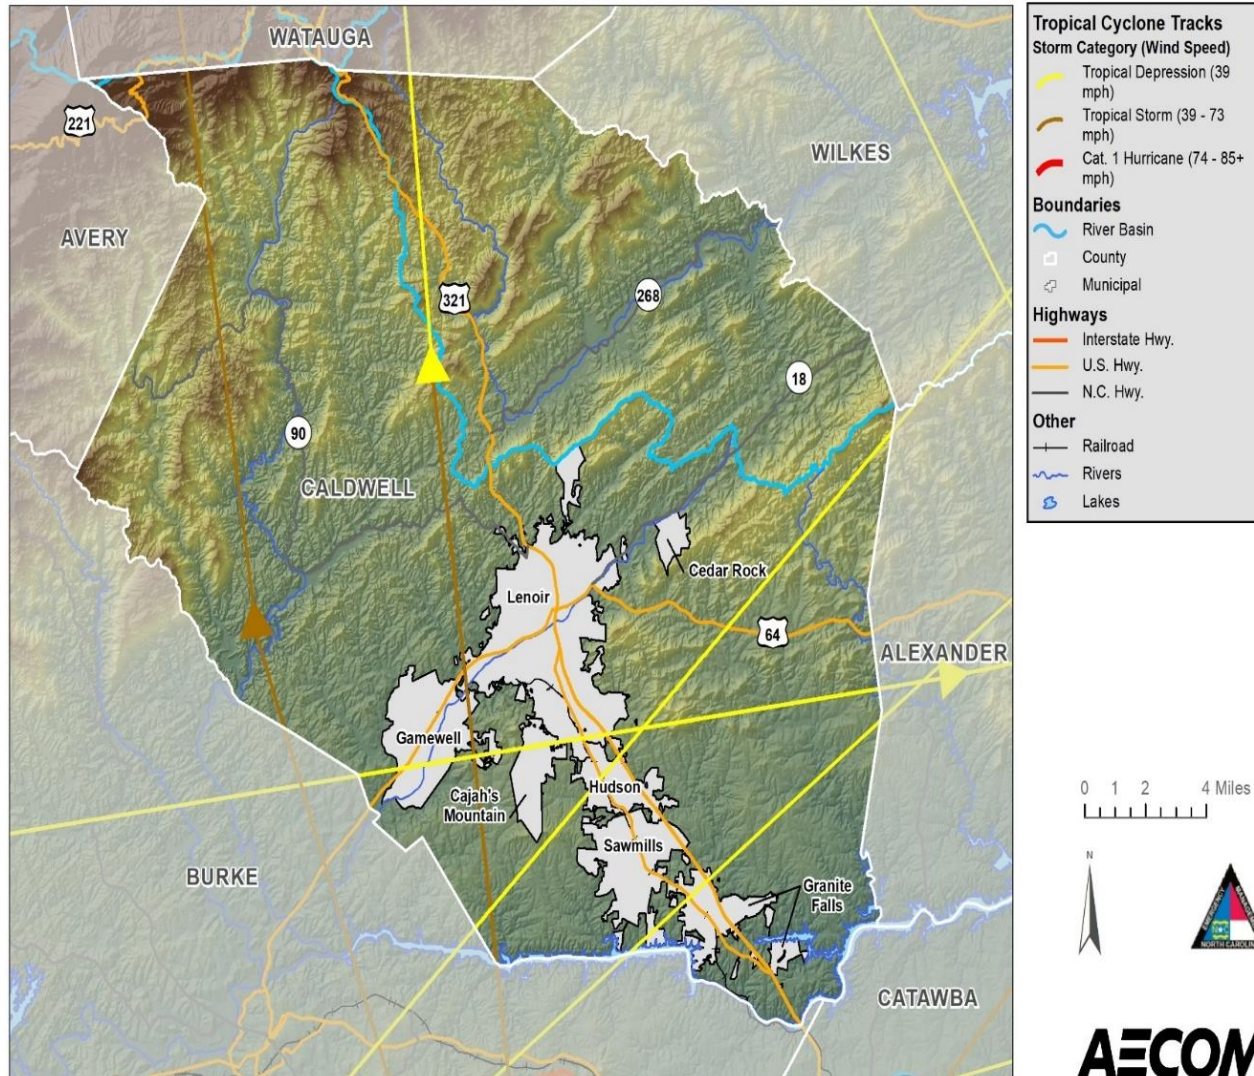 WATAUGA
221
WILKES
AVERY
321
268
18
90
CALDWELL
Cedar Rock
Lenoir
64
ALEXANDER
Gamewell
Cajah's
Mountain
Hudson
Sawmills
BURKE
Granite
Falls
CATAWBA
Tropical Cyclone Tracks
Storm Category (Wind Speed)
Tropical Depression (39
mph)
Tropical Storm (39 - 73
mph)
Cat. 1 Hurricane (74 - 85+
mph)
Boundaries
River Basin
County
Municipal
Highways
Interstate Hwy.
U.S. Hwy.
N.C. Hwy.
Other
Railroad
Rivers
Lakes
0 1 2 4 Miles
N
NORTH CAROLIN
AECOM